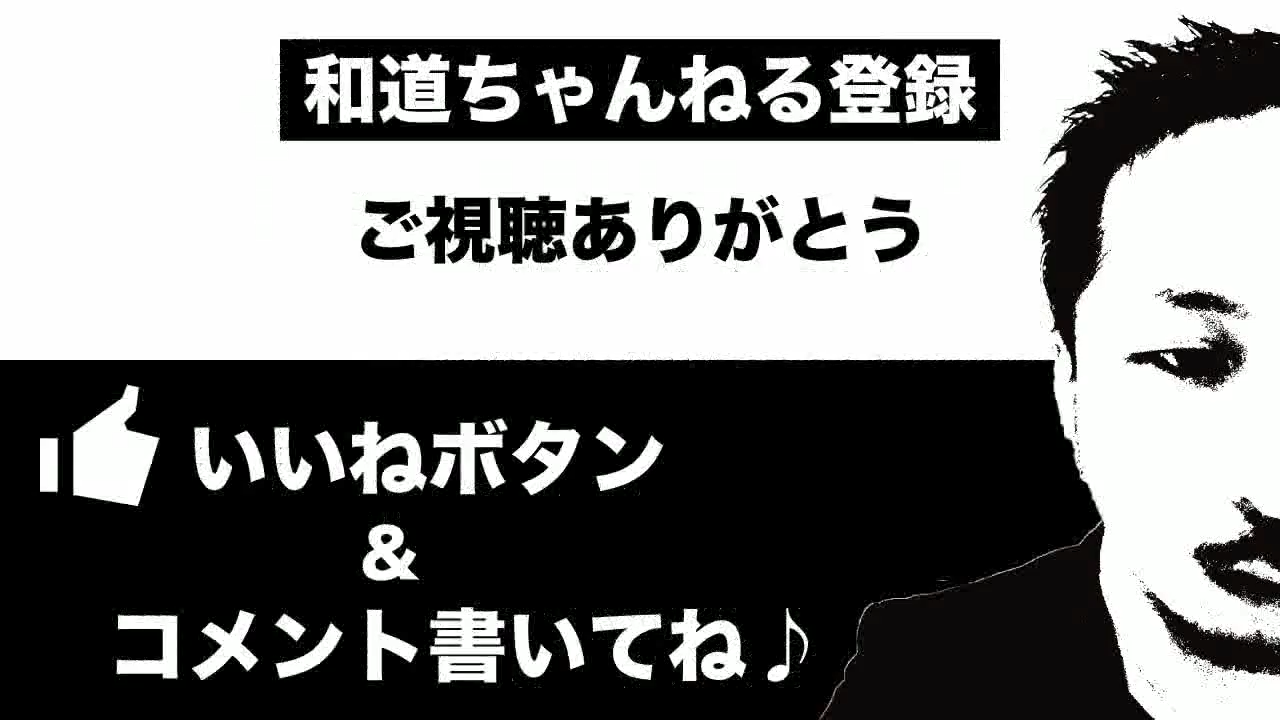 和道ちゃんねる登録
ご視聴ありがとう
いいねボタン
&
コメント書いてね♪